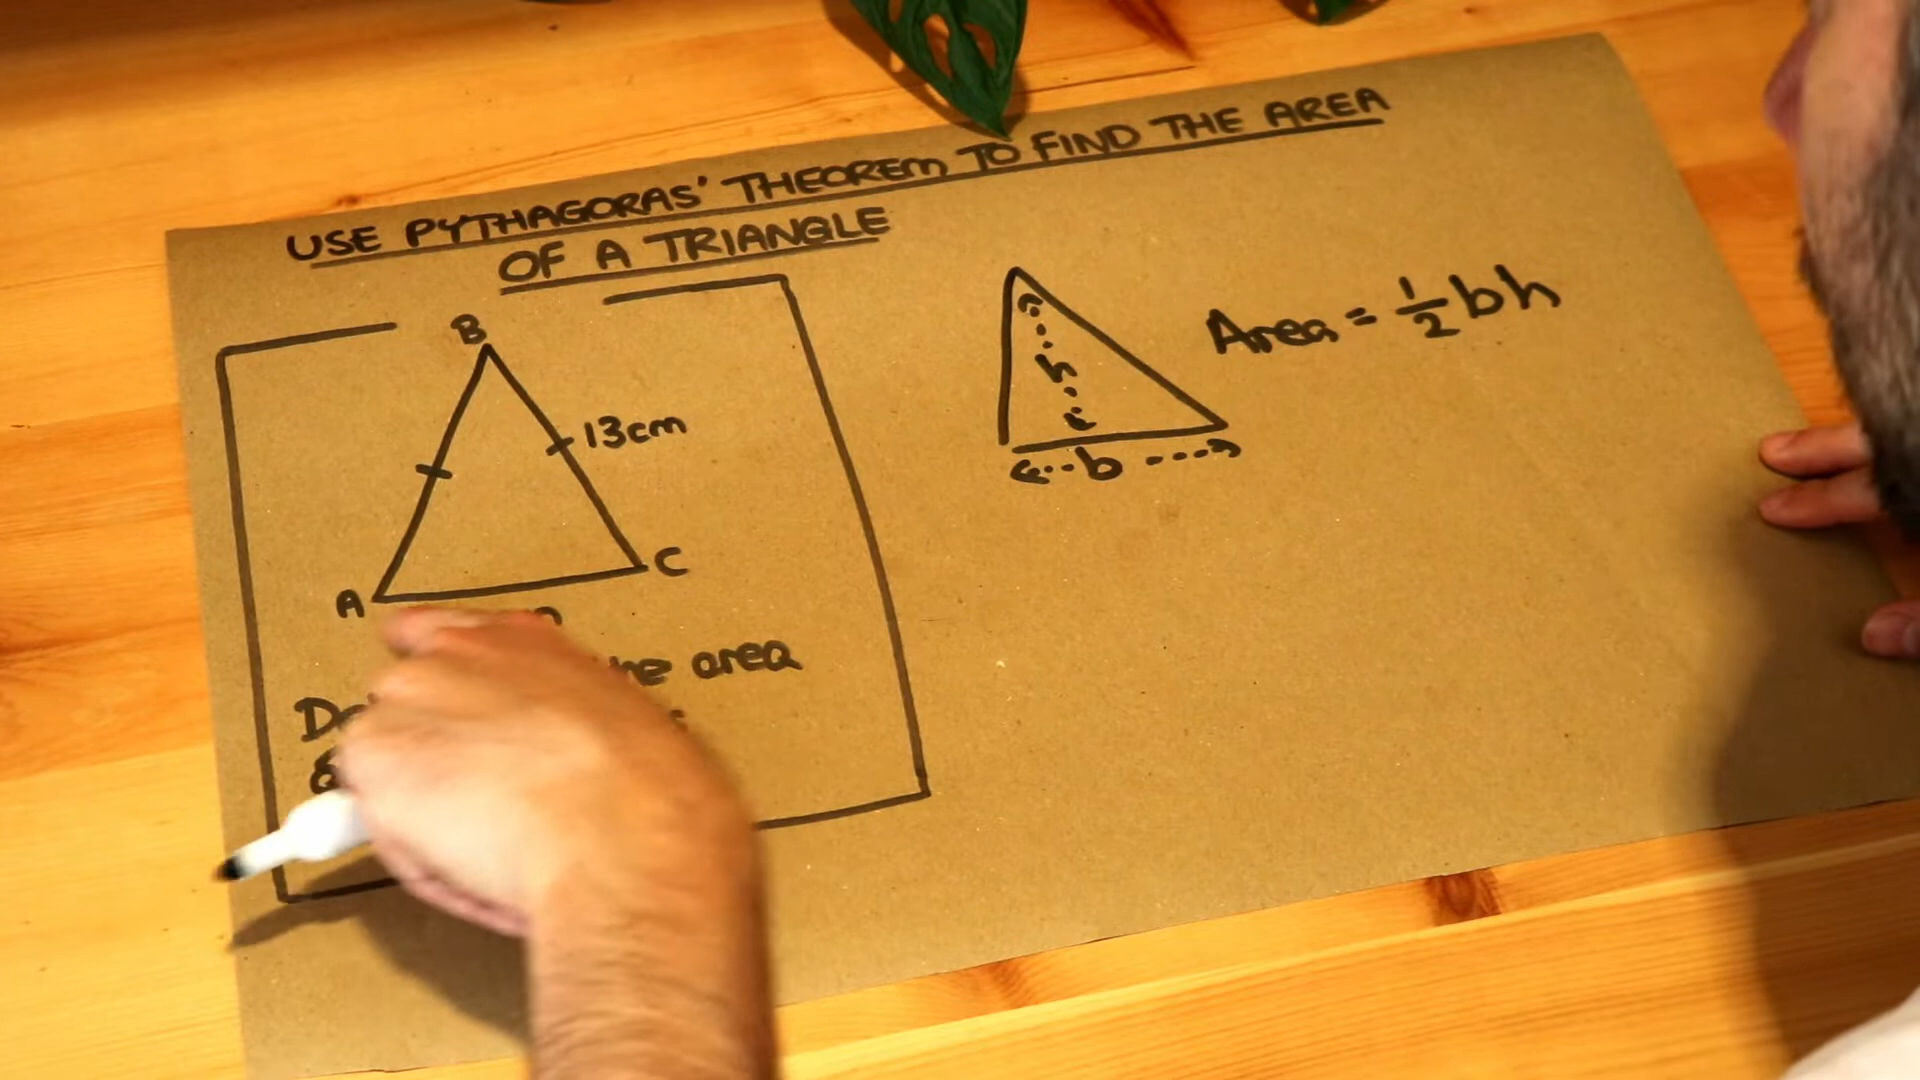 USE PYTHAGORAS' THEOREM TO FIND THE AREA
OF A TRIANGLE
B
13cm
A
C
area
h
b
Area = 1/2 bh